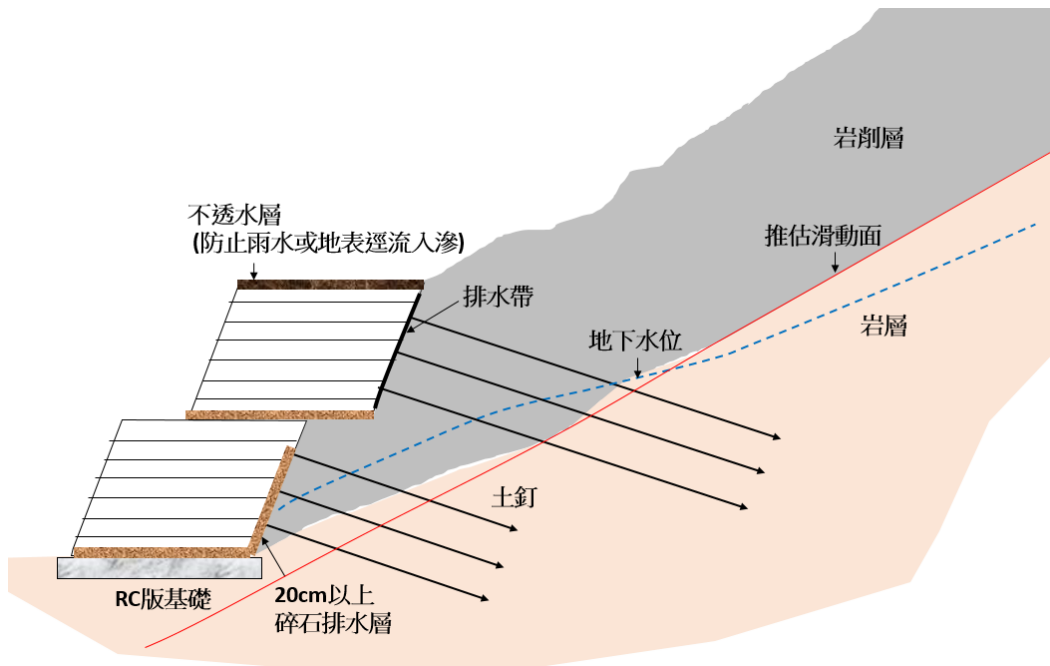 岩削層
不透水層
(防止雨水或地表逕流入滲)
推估滑動面
排水帶
岩層
地下水位
土釘
RC版基礎
20cm以上
碎石排水層